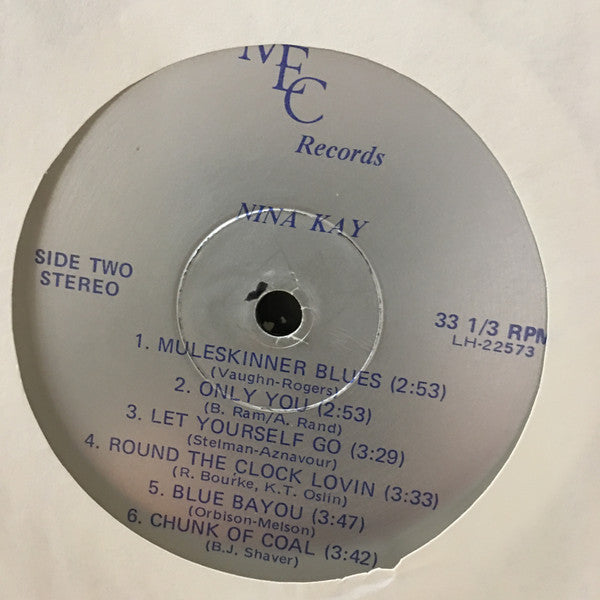 MEC
Records
NINA KAY
SIDE TWO
STEREO
33 1/3 RPM
LH-22573
1. MULESKINNER BLUES (2:53)
(Vaughn-Rogers)
2. ONLY YOU (2:53)
(B. Ram/A. Rand)
3. LET YOURSELF GO (3:29)
(Stelman-Aznavour)
4. ROUND THE CLOCK LOVIN (3:33)
(R. Bourke, K.T. Oslin)
5. BLUE BAYOU (3:47)
(Orbison-Melson)
6. CHUNK OF COAL (3:42)
(B.J. Shaver)